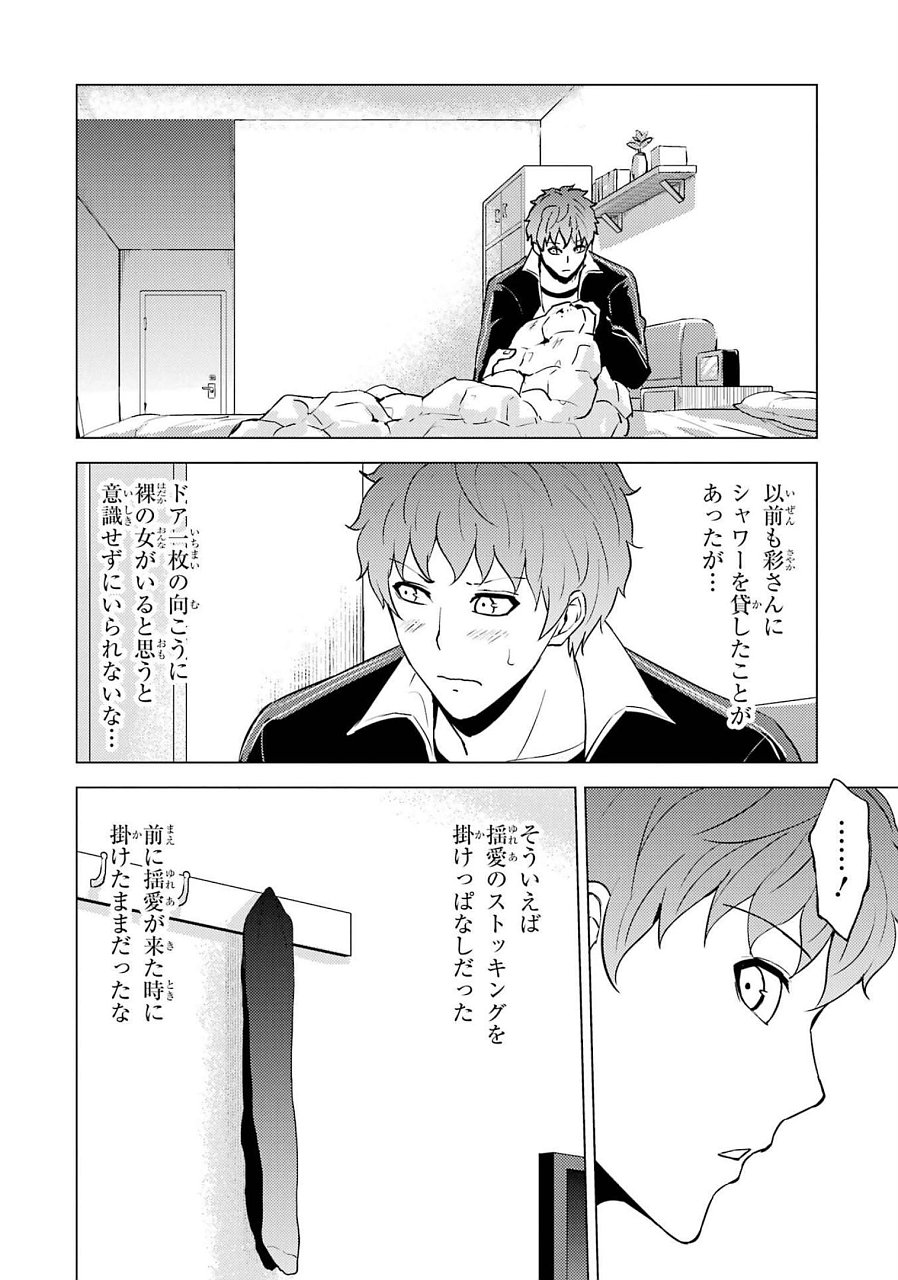 以前も彩さんに
シャワーを貸したことが
あったが…
ドア一枚の向こうに
裸の女がいると思うと
意識せずにいられないな…
………！
そういえば
揺愛のストッキングを
掛けっぱなしだった
前に揺愛が来た時に
掛けたままだったな